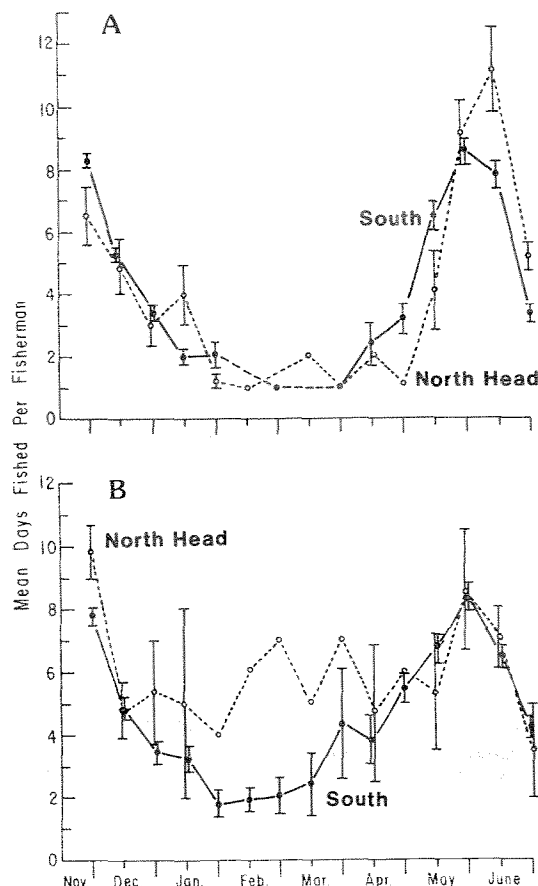 A
12
10
8
6
4
2
0
South
North Head
Mean Days Fished Per Fisherman
B
12
10
8
6
4
2
0
North Head
South
Nov. Dec. Jan. Feb. Mar. Apr. May June